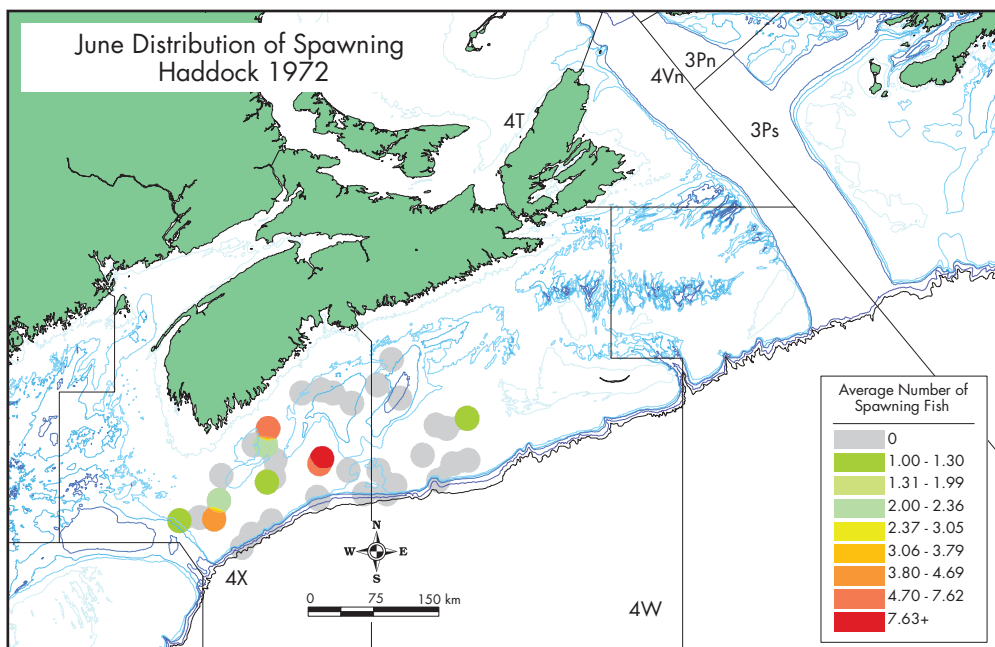 June Distribution of Spawning
Haddock 1972
3Pn
4Vn
4T
3Ps
Average Number of
Spawning Fish
0
1.00 - 1.30
1.31 - 1.99
2.00 - 2.36
2.37 - 3.05
3.06 - 3.79
3.80 - 4.69
4.70 - 7.62
7.63+
N
W E
S
4X
0 75 150 km
4W